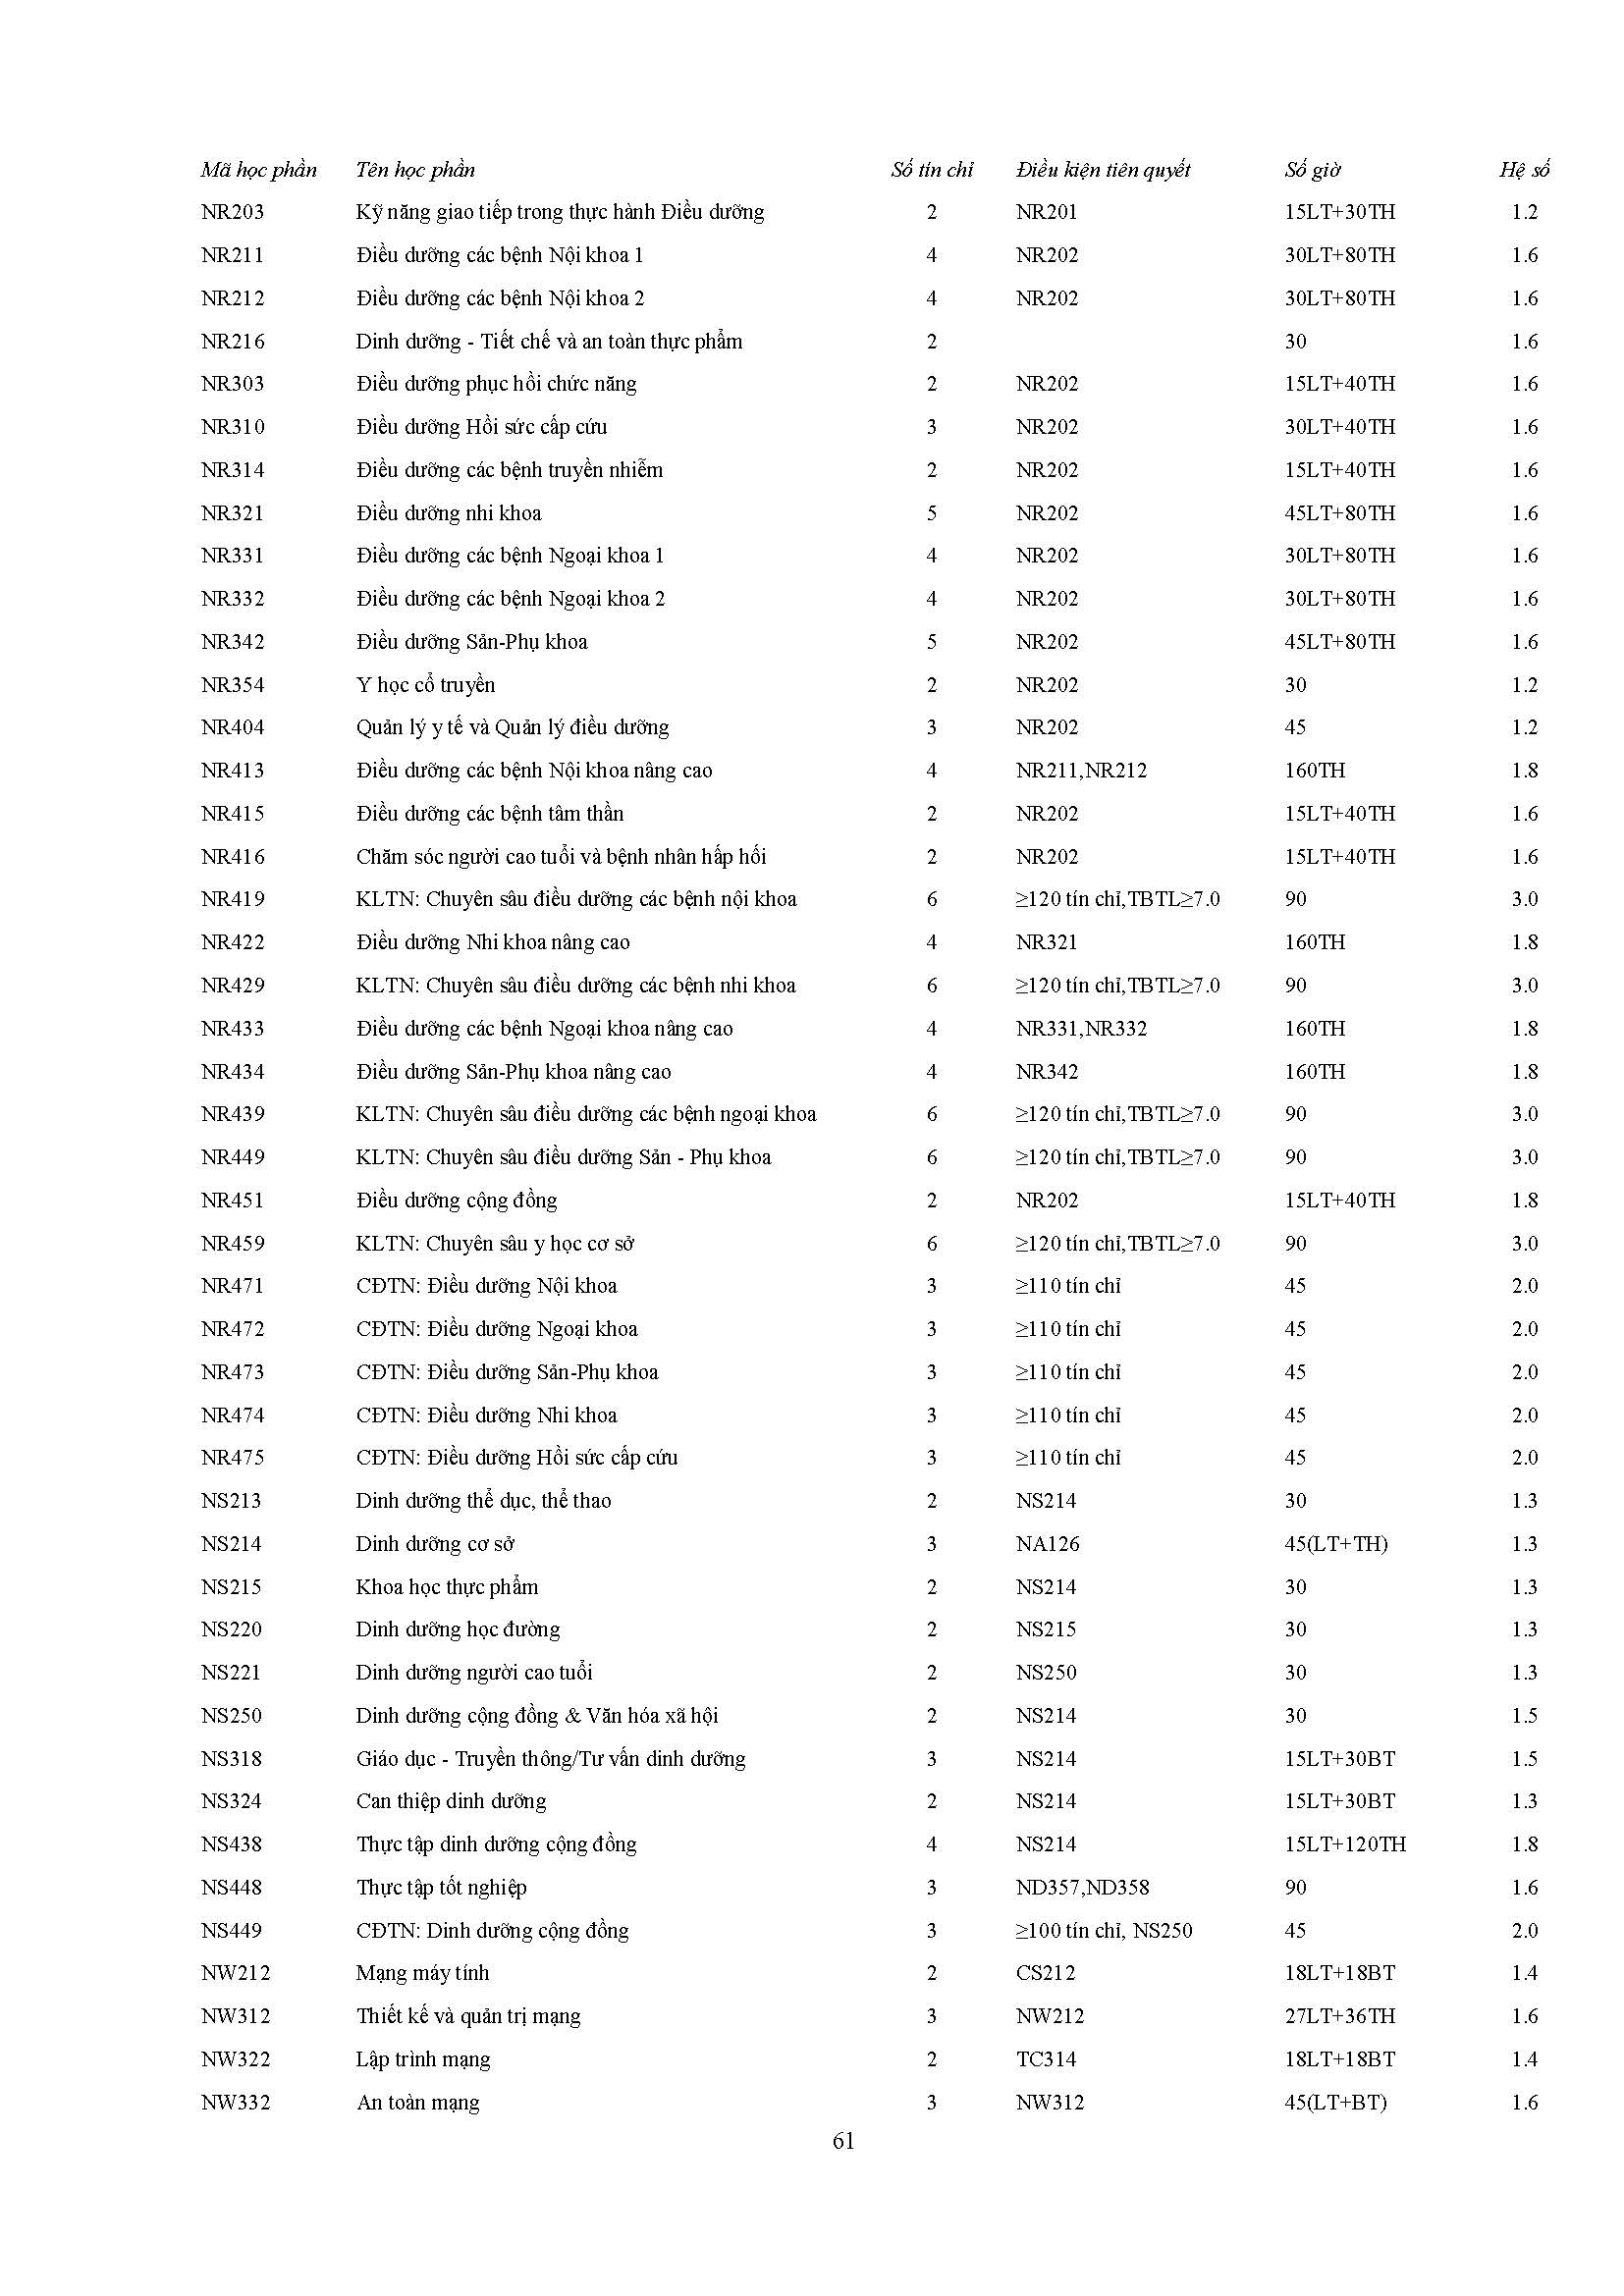 Mã học phần Tên học phần Số tín chỉ Điều kiện tiên quyết Số giờ Hệ số
NR203 Kỹ năng giao tiếp trong thực hành Điều dưỡng 2 NR201 15LT+30TH 1.2
NR211 Điều dưỡng các bệnh Nội khoa 1 4 NR202 30LT+80TH 1.6
NR212 Điều dưỡng các bệnh Nội khoa 2 4 NR202 30LT+80TH 1.6
NR216 Dinh dưỡng - Tiết chế và an toàn thực phẩm 2 30 1.6
NR303 Điều dưỡng phục hồi chức năng 2 NR202 15LT+40TH 1.6
NR310 Điều dưỡng Hồi sức cấp cứu 3 NR202 30LT+40TH 1.6
NR314 Điều dưỡng các bệnh truyền nhiễm 2 NR202 15LT+40TH 1.6
NR321 Điều dưỡng nhi khoa 5 NR202 45LT+80TH 1.6
NR331 Điều dưỡng các bệnh Ngoại khoa 1 4 NR202 30LT+80TH 1.6
NR332 Điều dưỡng các bệnh Ngoại khoa 2 4 NR202 30LT+80TH 1.6
NR342 Điều dưỡng Sản-Phụ khoa 5 NR202 45LT+80TH 1.6
NR354 Y học cổ truyền 2 NR202 30 1.2
NR404 Quản lý y tế và Quản lý điều dưỡng 3 NR202 45 1.2
NR413 Điều dưỡng các bệnh Nội khoa nâng cao 4 NR211,NR212 160TH 1.8
NR415 Điều dưỡng các bệnh tâm thần 2 NR202 15LT+40TH 1.6
NR416 Chăm sóc người cao tuổi và bệnh nhân hấp hối 2 NR202 15LT+40TH 1.6
NR419 KLTN: Chuyên sâu điều dưỡng các bệnh nội khoa 6 ≥120 tín chỉ,TBTL≥7.0 90 3.0
NR422 Điều dưỡng Nhi khoa nâng cao 4 NR321 160TH 1.8
NR429 KLTN: Chuyên sâu điều dưỡng các bệnh nhi khoa 6 ≥120 tín chỉ,TBTL≥7.0 90 3.0
NR433 Điều dưỡng các bệnh Ngoại khoa nâng cao 4 NR331,NR332 160TH 1.8
NR434 Điều dưỡng Sản-Phụ khoa nâng cao 4 NR342 160TH 1.8
NR439 KLTN: Chuyên sâu điều dưỡng các bệnh ngoại khoa 6 ≥120 tín chỉ,TBTL≥7.0 90 3.0
NR449 KLTN: Chuyên sâu điều dưỡng Sản - Phụ khoa 6 ≥120 tín chỉ,TBTL≥7.0 90 3.0
NR451 Điều dưỡng cộng đồng 2 NR202 15LT+40TH 1.8
NR459 KLTN: Chuyên sâu y học cơ sở 6 ≥120 tín chỉ,TBTL≥7.0 90 3.0
NR471 CĐTN: Điều dưỡng Nội khoa 3 ≥110 tín chỉ 45 2.0
NR472 CĐTN: Điều dưỡng Ngoại khoa 3 ≥110 tín chỉ 45 2.0
NR473 CĐTN: Điều dưỡng Sản-Phụ khoa 3 ≥110 tín chỉ 45 2.0
NR474 CĐTN: Điều dưỡng Nhi khoa 3 ≥110 tín chỉ 45 2.0
NR475 CĐTN: Điều dưỡng Hồi sức cấp cứu 3 ≥110 tín chỉ 45 2.0
NS213 Dinh dưỡng thể dục, thể thao 2 NS214 30 1.3
NS214 Dinh dưỡng cơ sở 3 NA126 45(LT+TH) 1.3
NS215 Khoa học thực phẩm 2 NS214 30 1.3
NS220 Dinh dưỡng học đường 2 NS215 30 1.3
NS221 Dinh dưỡng người cao tuổi 2 NS250 30 1.3
NS250 Dinh dưỡng cộng đồng & Văn hóa xã hội 2 NS214 30 1.5
NS318 Giáo dục - Truyền thông/Tư vấn dinh dưỡng 3 NS214 15LT+30BT 1.5
NS324 Can thiệp dinh dưỡng 2 NS214 15LT+30BT 1.3
NS438 Thực tập dinh dưỡng cộng đồng 4 NS214 15LT+120TH 1.8
NS448 Thực tập tốt nghiệp 3 ND357,ND358 90 1.6
NS449 CĐTN: Dinh dưỡng cộng đồng 3 ≥100 tín chỉ, NS250 45 2.0
NW212 Mạng máy tính 2 CS212 18LT+18BT 1.4
NW312 Thiết kế và quản trị mạng 3 NW212 27LT+36TH 1.6
NW322 Lập trình mạng 2 TC314 18LT+18BT 1.4
NW332 An toàn mạng 3 NW312 45(LT+BT) 1.6
61